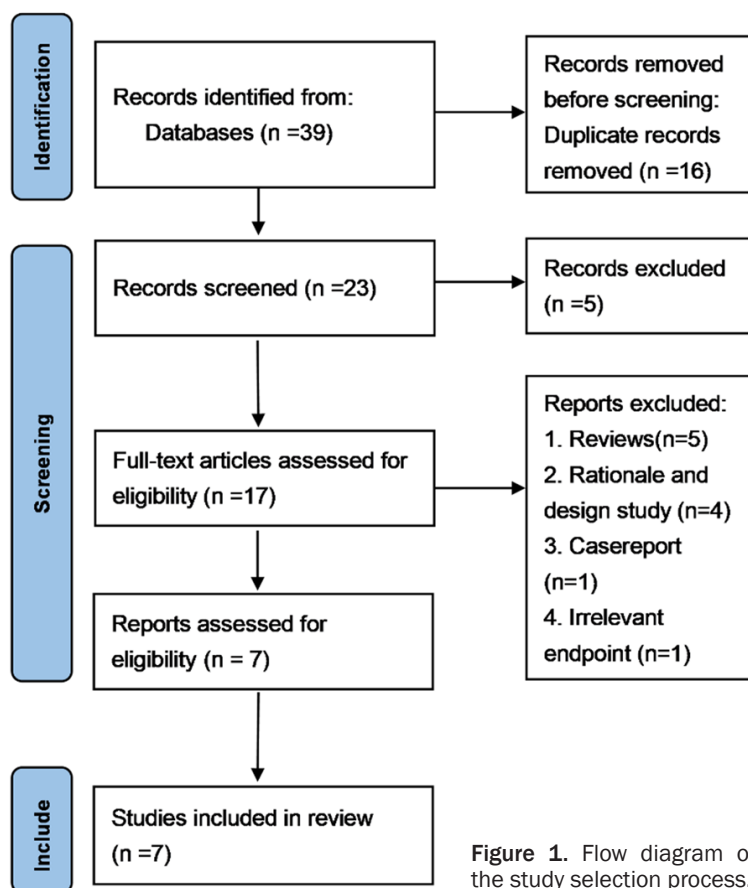 Identification
Records identified from:
Databases (n =39)
Records removed
before screening:
Duplicate records
removed (n =16)
Screening
Records screened (n =23)
Records excluded
(n =5)
Full-text articles assessed for
eligibility (n =17)
Reports excluded:
1. Reviews(n=5)
2. Rationale and
design study (n=4)
3. Casereport
(n=1)
4. Irrelevant
endpoint (n=1)
Reports assessed for
eligibility (n = 7)
Include
Studies included in review
(n =7)
Figure 1. Flow diagram o
the study selection process.